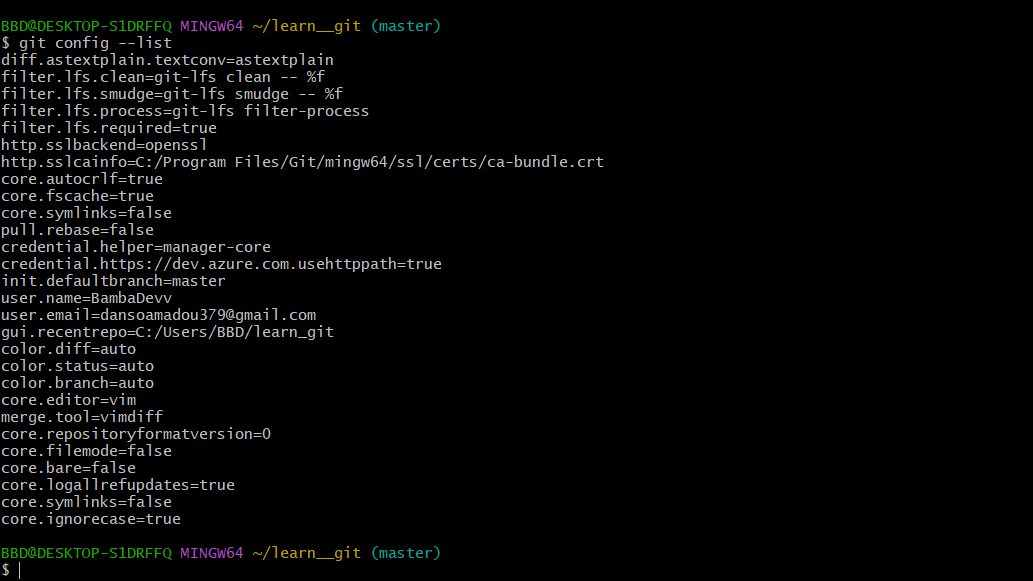 BBD@DESKTOP-S1DRFFQ MINGW64 ~/learn__git (master)
$ git config --list
diff.astextplain.textconv=astextplain
filter.lfs.clean=git-lfs clean -- %f
filter.lfs.smudge=git-lfs smudge -- %f
filter.lfs.process=git-lfs filter-process
filter.lfs.required=true
http.sslbackend=openssl
http.sslcainfo=C:/Program Files/Git/mingw64/ssl/certs/ca-bundle.crt
core.autocrlf=true
core.fscache=true
core.symlinks=false
pull.rebase=false
credential.helper=manager-core
credential.https://dev.azure.com.usehttppath=true
init.defaultbranch=master
user.name=BambaDevv
user.email=dansoamadou379@gmail.com
gui.recentrepo=C:/Users/BBD/learn_git
color.diff=auto
color.status=auto
color.branch=auto
core.editor=vim
merge.tool=vimdiff
core.repositoryformatversion=0
core.filemode=false
core.bare=false
core.logallrefupdates=true
core.symlinks=false
core.ignorecase=true
BBD@DESKTOP-S1DRFFQ MINGW64 ~/learn__git (master)
$